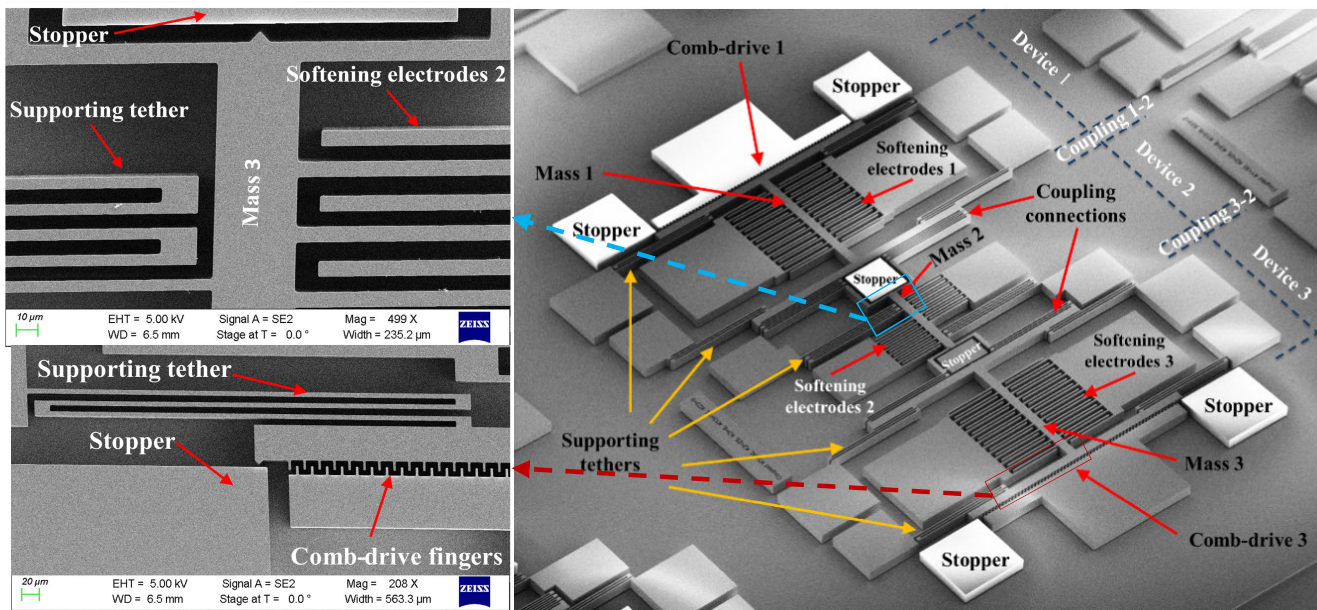 Stopper
Softening electrodes 2
Supporting tether
Mass 3
10 µm
EHT = 5.00 kV
Signal A = SE2
Mag = 499 X
WD = 6.5 mm
Stage at T = 0.0 °
Width = 235.2 µm
ZEISS
Supporting tether
Stopper
Comb-drive fingers
20 µm
EHT = 5.00 kV
Signal A = SE2
Mag = 208 X
WD = 6.5 mm
Stage at T = 0.0 °
Width = 563.3 µm
ZEISS
Comb-drive 1
Stopper
Device 1
Coupling 1-2
Device 2
Coupling 3-2
Device 3
Mass 1
Softening
electrodes 1
Coupling
connections
Stopper
Mass 2
Stopper
Stopper
Softening
electrodes 3
Softening
electrodes 2
Stopper
Supporting
tethers
Mass 3
Comb-drive 3
Stopper